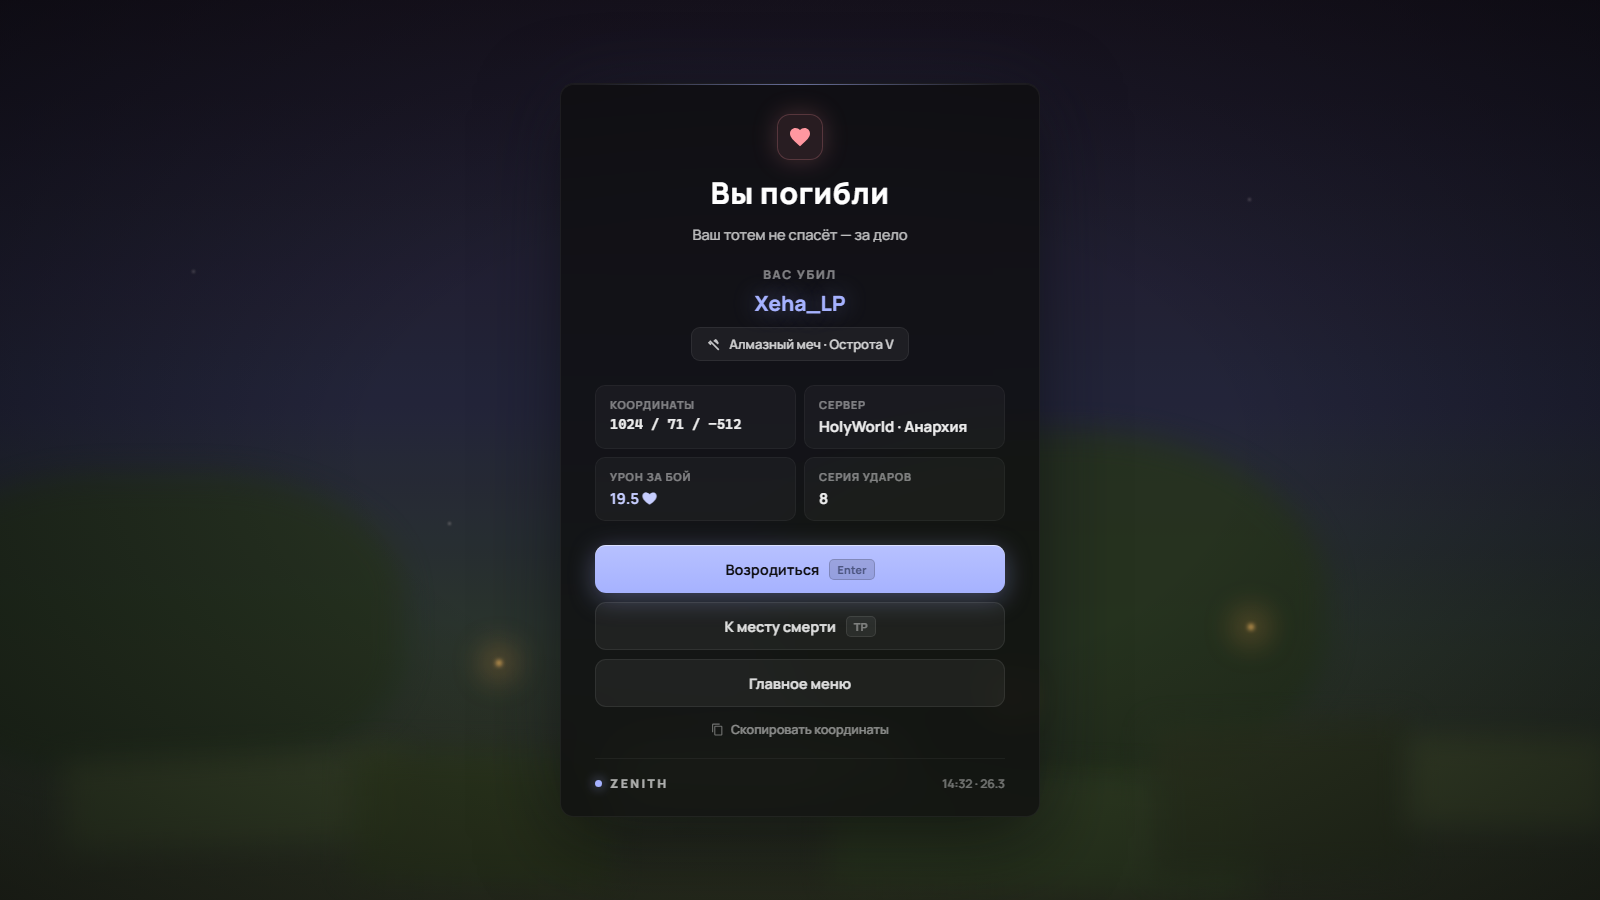 Вы погибли
Ваш тотем не спасёт — за дело
ВАС УБИЛ
Xeha_LP
Алмазный меч · Острота V
КООРДИНАТЫ
1024 / 71 / −512
СЕРВЕР
HolyWorld · Анархия
УРОН ЗА БОЙ
19.5
СЕРИЯ УДАРОВ
8
Возродиться Enter
К месту смерти TP
Главное меню
Скопировать координаты
ZENITH
14:32 · 26.3